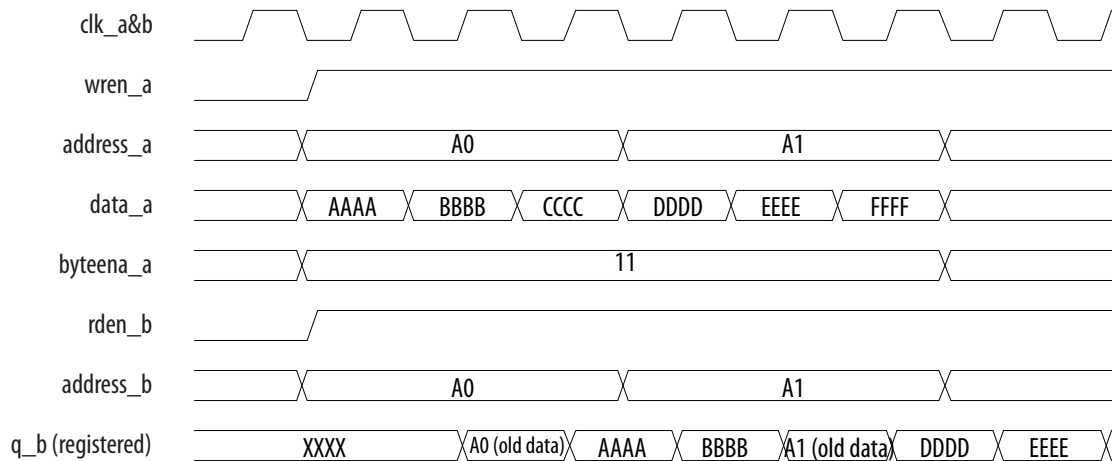 clk_a&b
wren_a
address_a A0 A1
data_a AAAA BBBB CCCC DDDD EEEE FFFF
byteena_a 11
rden_b
address_b A0 A1
q_b (registered) XXXX A0 (old data) AAAA BBBB A1 (old data) DDDD EEEE